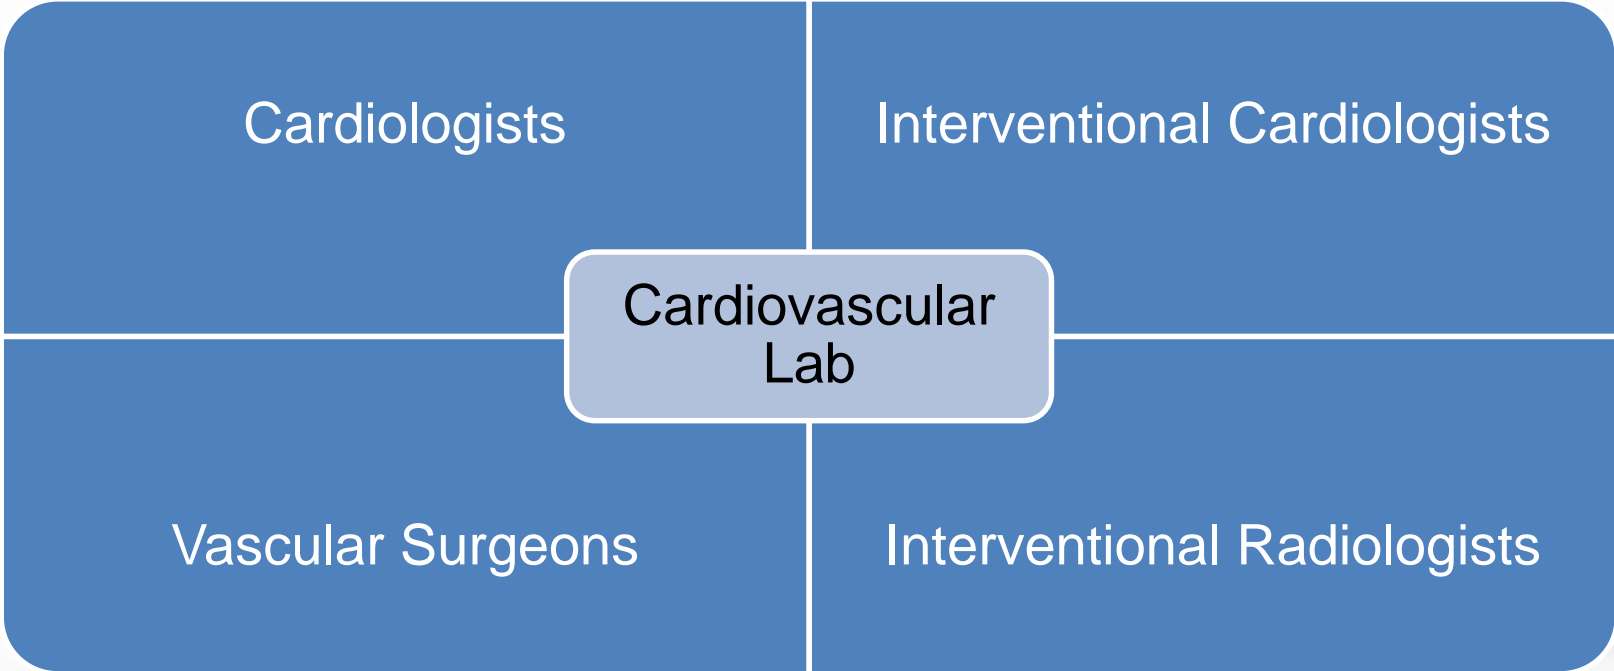 Cardiologists
Interventional Cardiologists
Cardiovascular
Lab
Vascular Surgeons
Interventional Radiologists